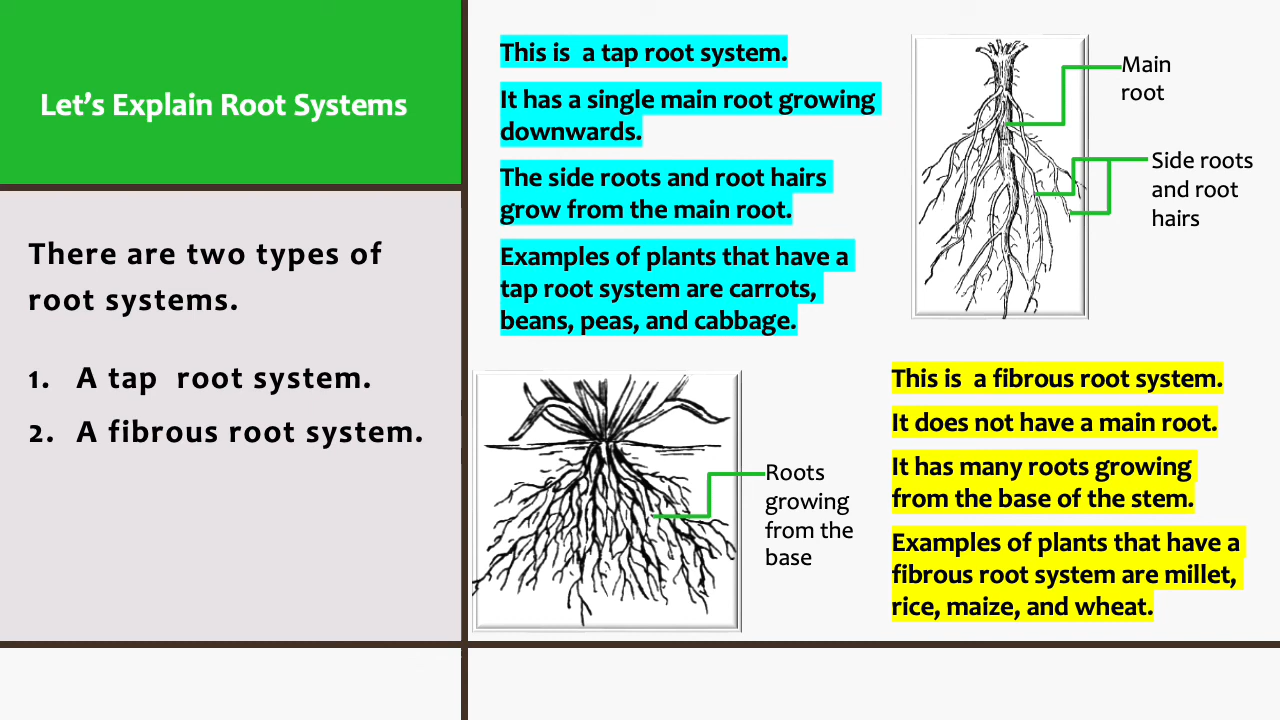 Let’s Explain Root Systems
There are two types of
root systems.
1. A tap root system.
2. A fibrous root system.
This is a tap root system.
It has a single main root growing
downwards.
The side roots and root hairs
grow from the main root.
Examples of plants that have a
tap root system are carrots,
beans, peas, and cabbage.
Main
root
Side roots
and root
hairs
Roots
growing
from the
base
This is a fibrous root system.
It does not have a main root.
It has many roots growing
from the base of the stem.
Examples of plants that have a
fibrous root system are millet,
rice, maize, and wheat.